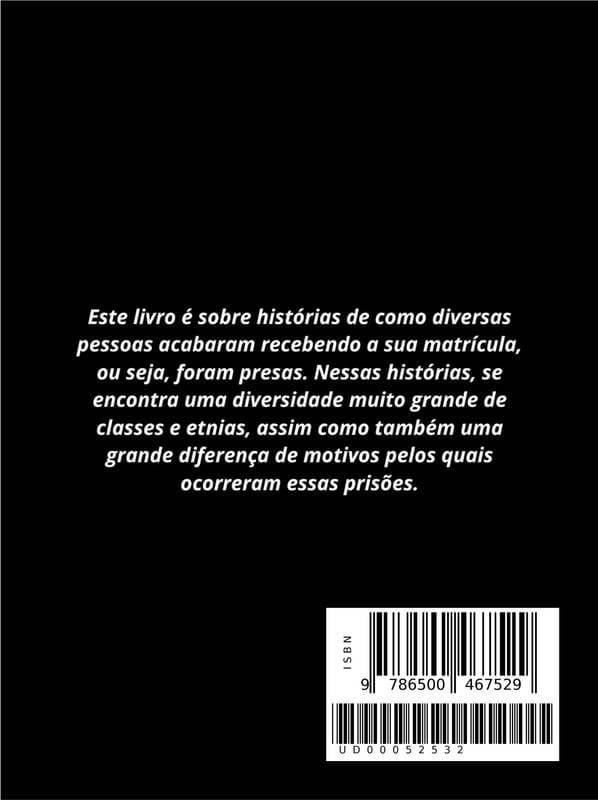 Este livro é sobre histórias de como diversas
pessoas acabaram recebendo a sua matrícula,
ou seja, foram presas. Nessas histórias, se
encontra uma diversidade muito grande de
classes e etnias, assim como também uma
grande diferença de motivos pelos quais
ocorreram essas prisões.
ISBN
9 786500 467529
UD00052532